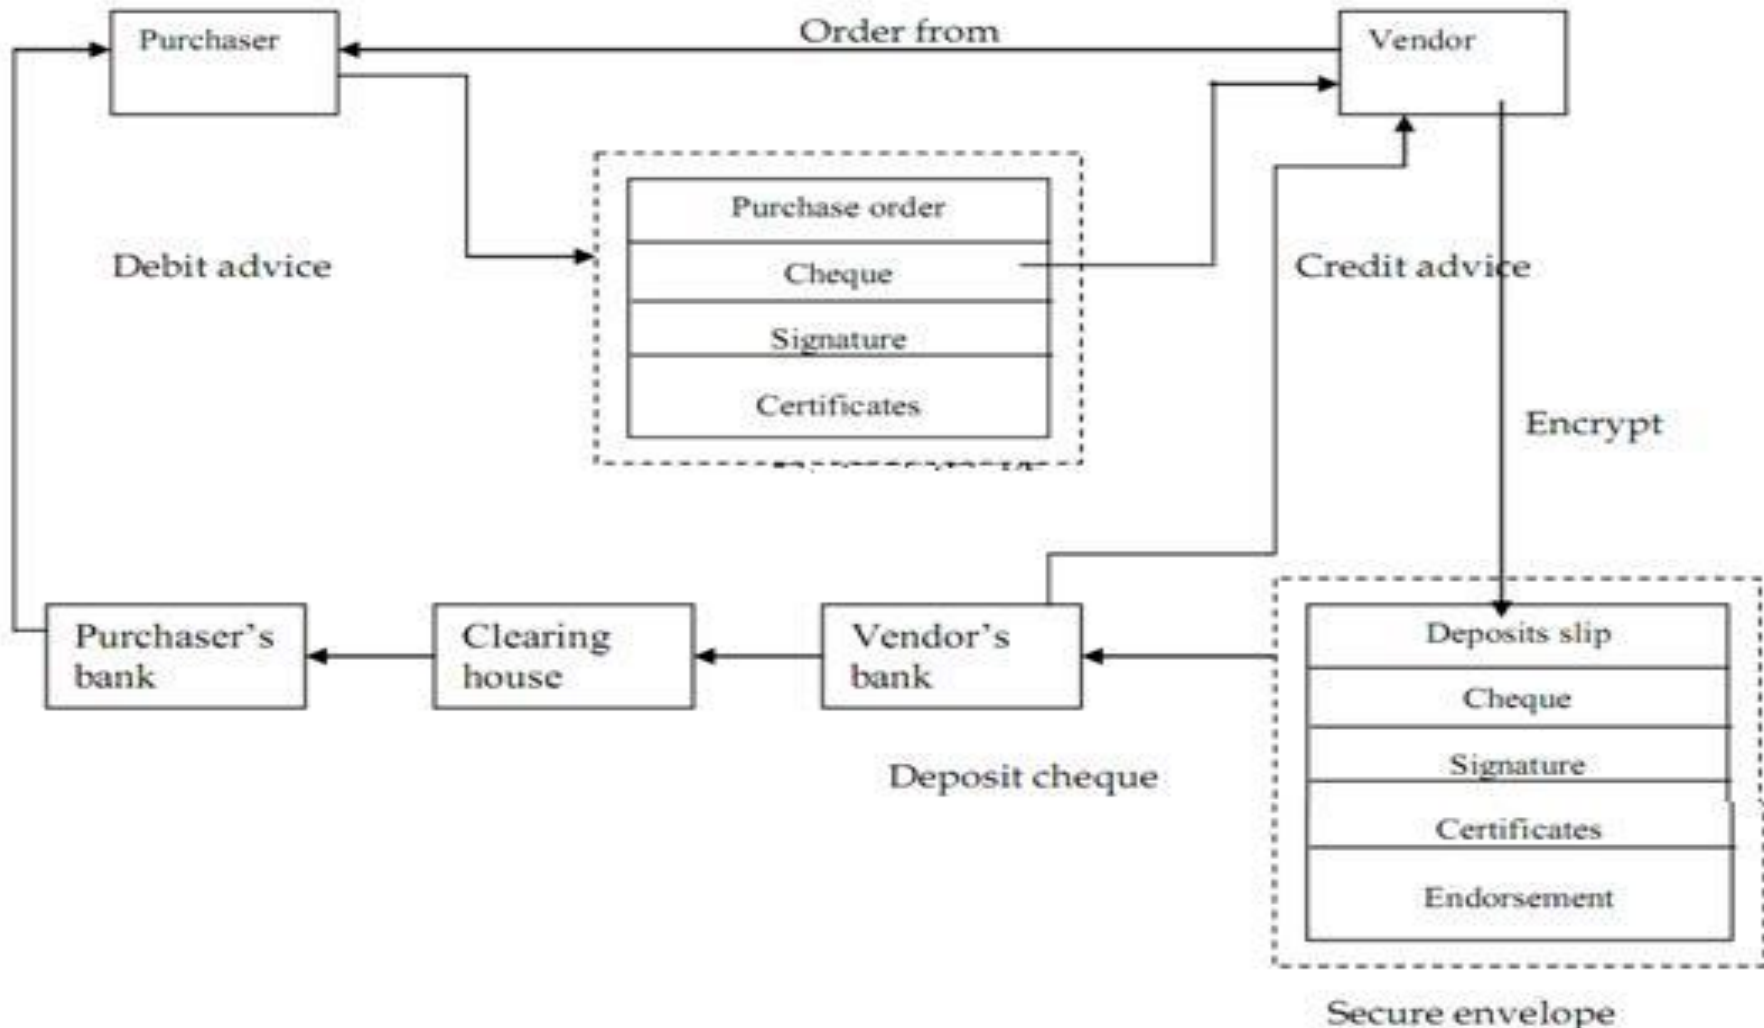 Purchaser
Order from
Vendor
Purchase order
Debit advice
Cheque
Credit advice
Signature
Certificates
Encrypt
Purchaser's
bank
Clearing
house
Vendor's
bank
Deposits slip
Cheque
Signature
Deposit cheque
Certificates
Endorsement
Secure envelope